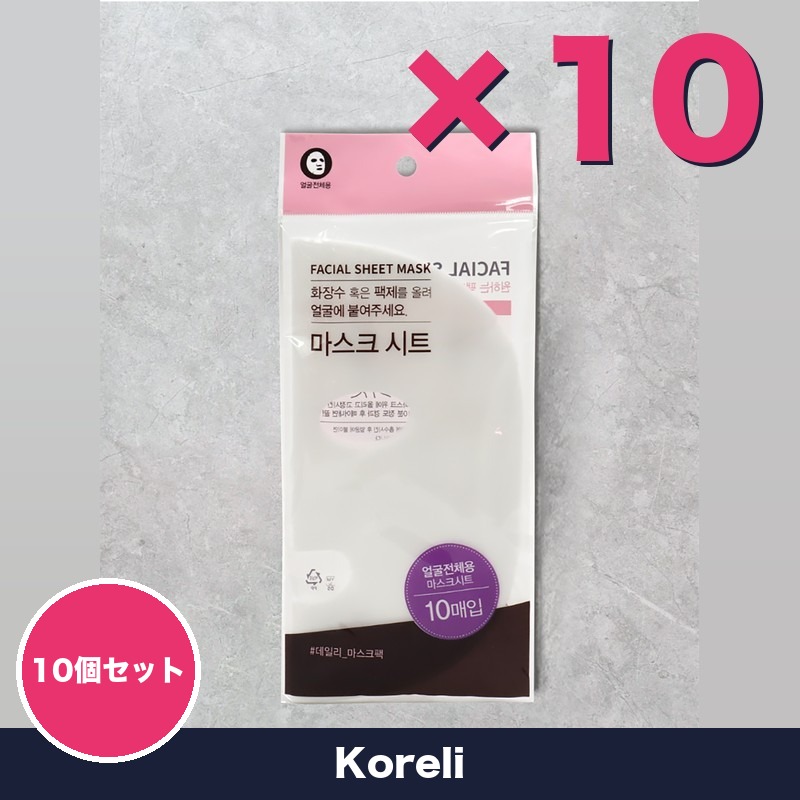 ×10
얼굴전체용
FACIAL SHEET MASK
화장수 혹은 팩제를 올려
얼굴에 붙여주세요.
마스크 시트
얼굴전체용
마스크시트
10매입
#데일리_마스크팩
10個セット
Koreli